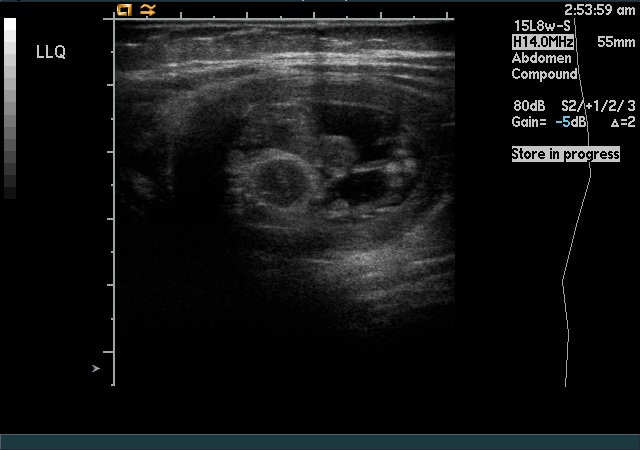 2:53:59 am
15L8w-S
H14.0MHz 55mm
LLQ
Abdomen
Compound
80dB S2/+1/2/ 3
Gain= -5dB Δ=2
Store in progress